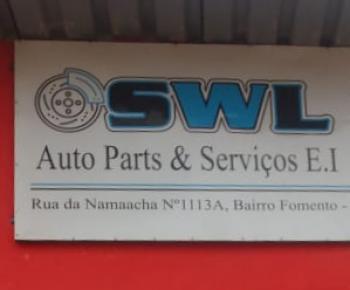 SWL
Auto Parts & Serviços E.I
Rua da Namaacha Nº1113A, Bairro Fomento -